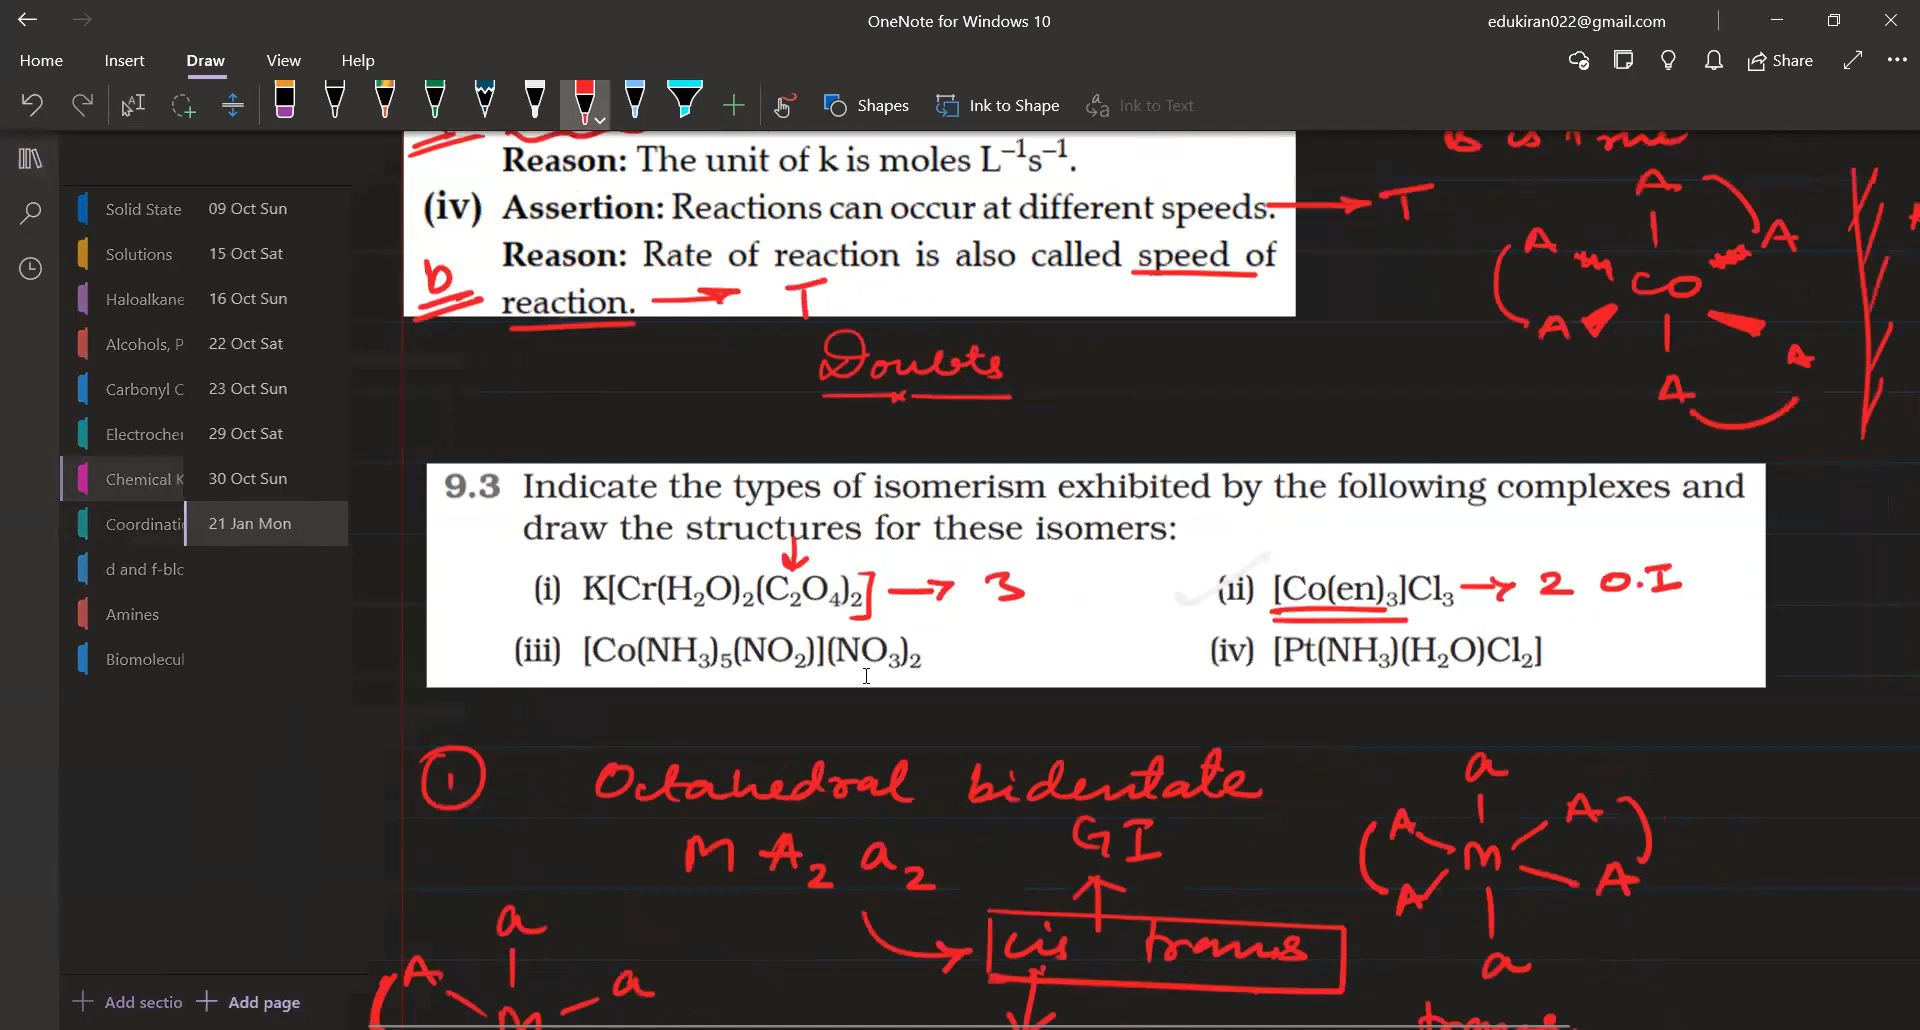 OneNote for Windows 10
edukiran022@gmail.com
Home Insert Draw View Help
Share
Shapes Ink to Shape Ink to Text
Solid State
Solutions
Haloalkane
Alcohols, P
Carbonyl C
Electrocher
Chemical K
Coordinati
d and f-blc
Amines
Biomolecul
09 Oct Sun
15 Oct Sat
16 Oct Sun
22 Oct Sat
23 Oct Sun
29 Oct Sat
30 Oct Sun
21 Jan Mon
Add sectio
Add page
Reason: The unit of k is moles L⁻¹s⁻¹.
(iv) Assertion: Reactions can occur at different speeds. → T
Reason: Rate of reaction is also called speed of
b reaction. → T
Doubts
is
A
A A
Co
A A
A
9.3 Indicate the types of isomerism exhibited by the following complexes and
draw the structures for these isomers:
(i) K[Cr(H₂O)₂(C₂O₄)₂] → 3 (ii) [Co(en)₃]Cl₃ → 2 O.I
(iii) [Co(NH₃)₅(NO₂)](NO₃)₂ (iv) [Pt(NH₃)(H₂O)Cl₂]
1 Octahedral bidentate
M A₂ a₂
GI
cis trans
a
A A
M
A A
a
trans
a
A a
M